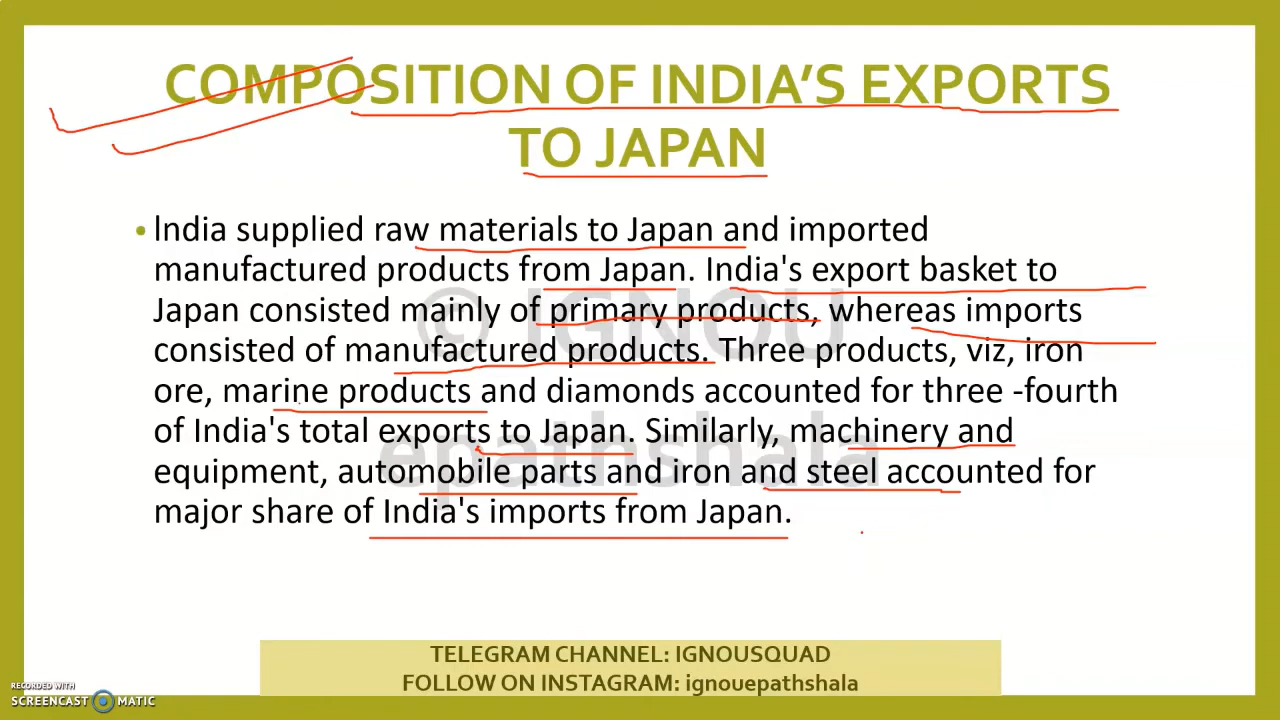 COMPOSITION OF INDIA'S EXPORTS
TO JAPAN
• India supplied raw materials to Japan and imported
manufactured products from Japan. India's export basket to
Japan consisted mainly of primary products, whereas imports
consisted of manufactured products. Three products, viz, iron
ore, marine products and diamonds accounted for three -fourth
of India's total exports to Japan. Similarly, machinery and
equipment, automobile parts and iron and steel accounted for
major share of India's imports from Japan.
© IGNOU
epathshala
TELEGRAM CHANNEL: IGNOUSQUAD
FOLLOW ON INSTAGRAM: ignouepathshala
RECORDED WITH
SCREENCAST MATIC